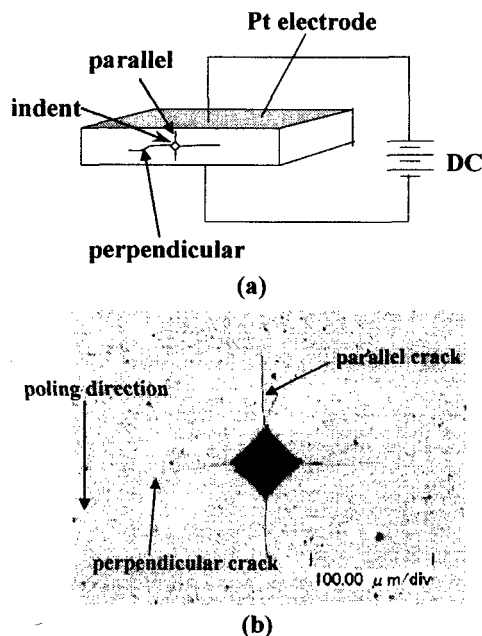 Pt electrode
parallel
indent
DC
perpendicular
(a)
parallel crack
poling direction
perpendicular crack
100.00 μm/div
(b)